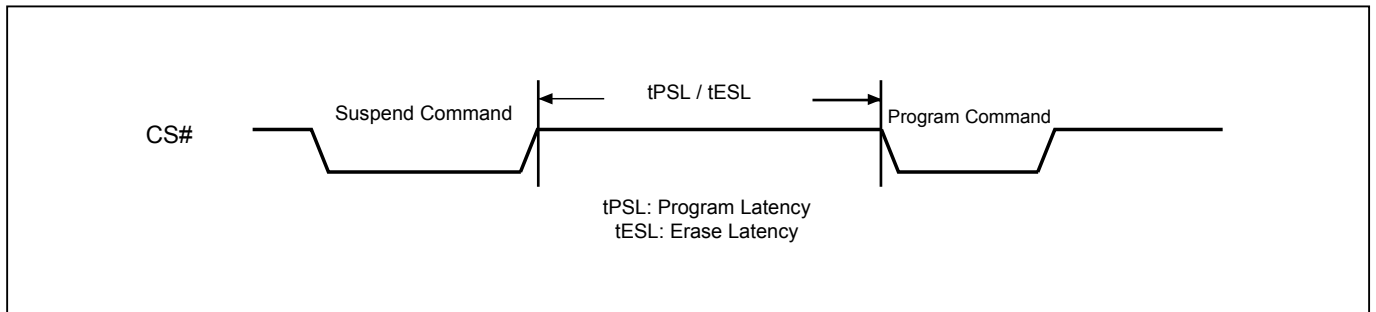 tPSL / tESL
Suspend Command
Program Command
CS#
tPSL: Program Latency
tESL: Erase Latency